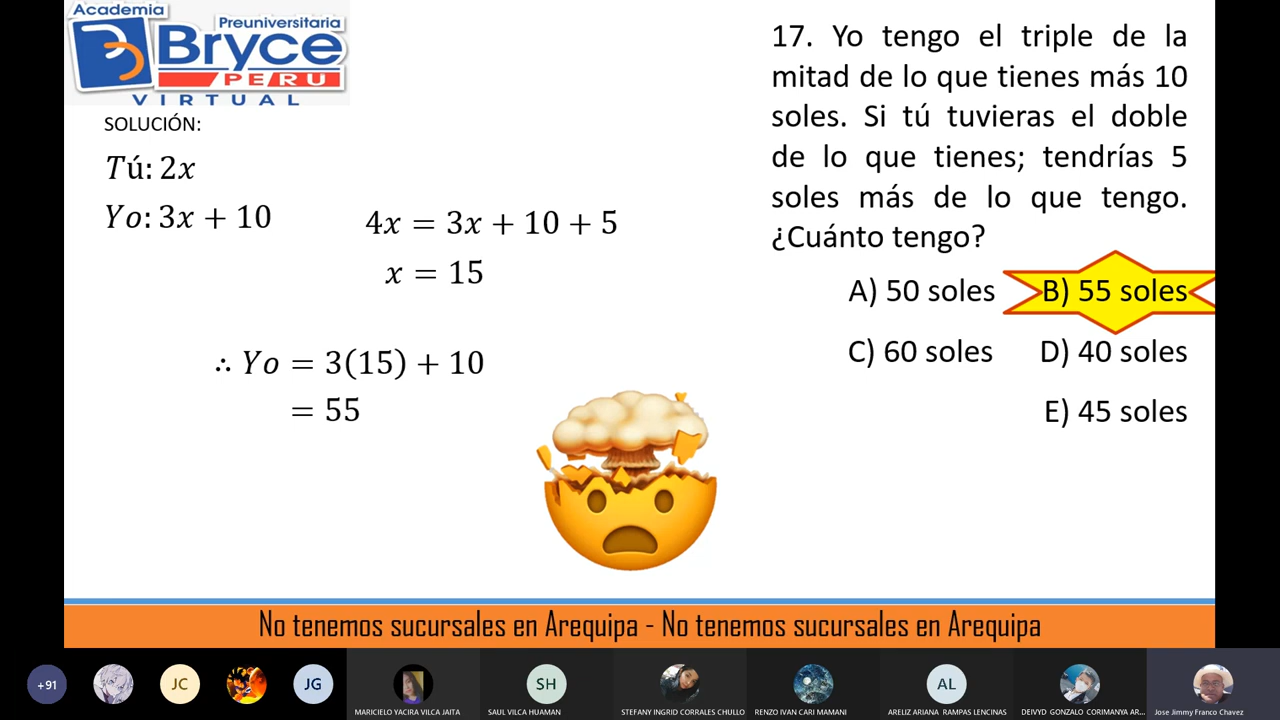 Academia
Preuniversitaria
Bryce
PERU
VIRTUAL
SOLUCIÓN:
Tú: 2x
Yo: 3x + 10
4x = 3x + 10 + 5
x = 15
∴ Yo = 3(15) + 10
= 55
17. Yo tengo el triple de la
mitad de lo que tienes más 10
soles. Si tú tuvieras el doble
de lo que tienes; tendrías 5
soles más de lo que tengo.
¿Cuánto tengo?
A) 50 soles B) 55 soles
C) 60 soles D) 40 soles
E) 45 soles
No tenemos sucursales en Arequipa - No tenemos sucursales en Arequipa
+91 JC JG SH AL
MARICIELO YACIRA VILCA JAITA SAUL VILCA HUAMAN STEFANY INGRID CORRALES CHULLO RENZO IVAN CARI MAMANI ARELIZ ARIANA RAMPAS LENCINAS DEIVYD GONZALO CORIMANYA AR... Jose Jimmy Franco Chavez